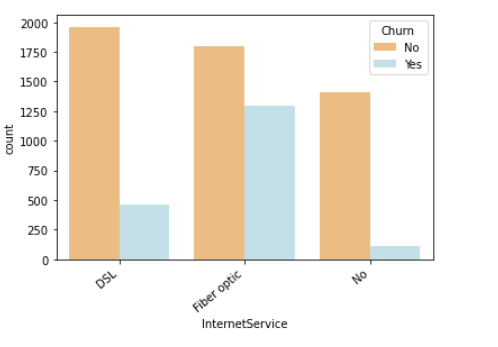 2000
1750
1500
1250
1000
750
500
250
0
count
Churn
No
Yes
DSL
Fiber optic
No
InternetService